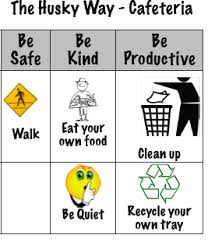 The Husky Way - Cafeteria
Be Safe
Be Kind
Be Productive
Walk
Eat your
own food
Clean up
Be Quiet
Recycle your
own tray